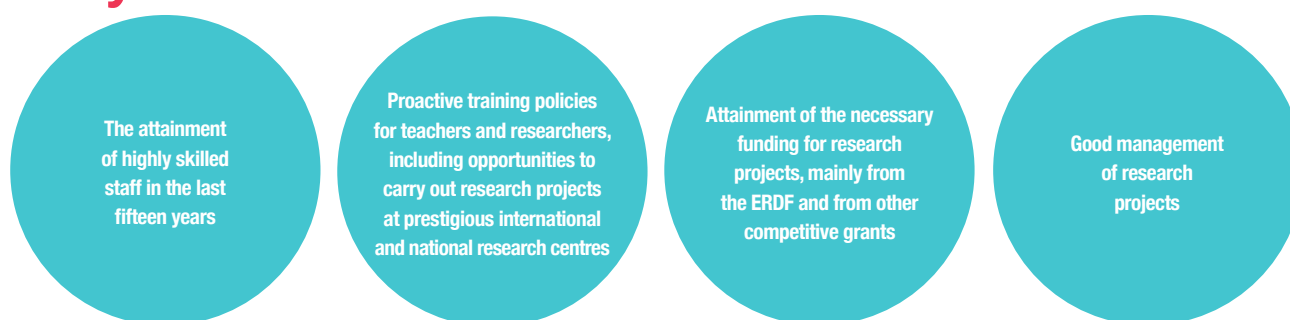 The attainment
of highly skilled
staff in the last
fifteen years
Proactive training policies
for teachers and researchers,
including opportunities to
carry out research projects
at prestigious international
and national research centres
Attainment of the necessary
funding for research
projects, mainly from
the ERDF and from other
competitive grants
Good management
of research
projects